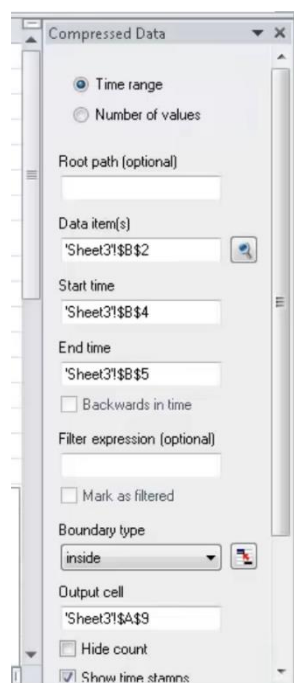 Compressed Data
Time range
Number of values
Root path (optional)
Data item(s)
'Sheet3'!$B$2
Start time
'Sheet3'!$B$4
End time
'Sheet3'!$B$5
Backwards in time
Filter expression (optional)
Mark as filtered
Boundary type
inside
Output cell
'Sheet3'!$A$9
Hide count
Show time stamps